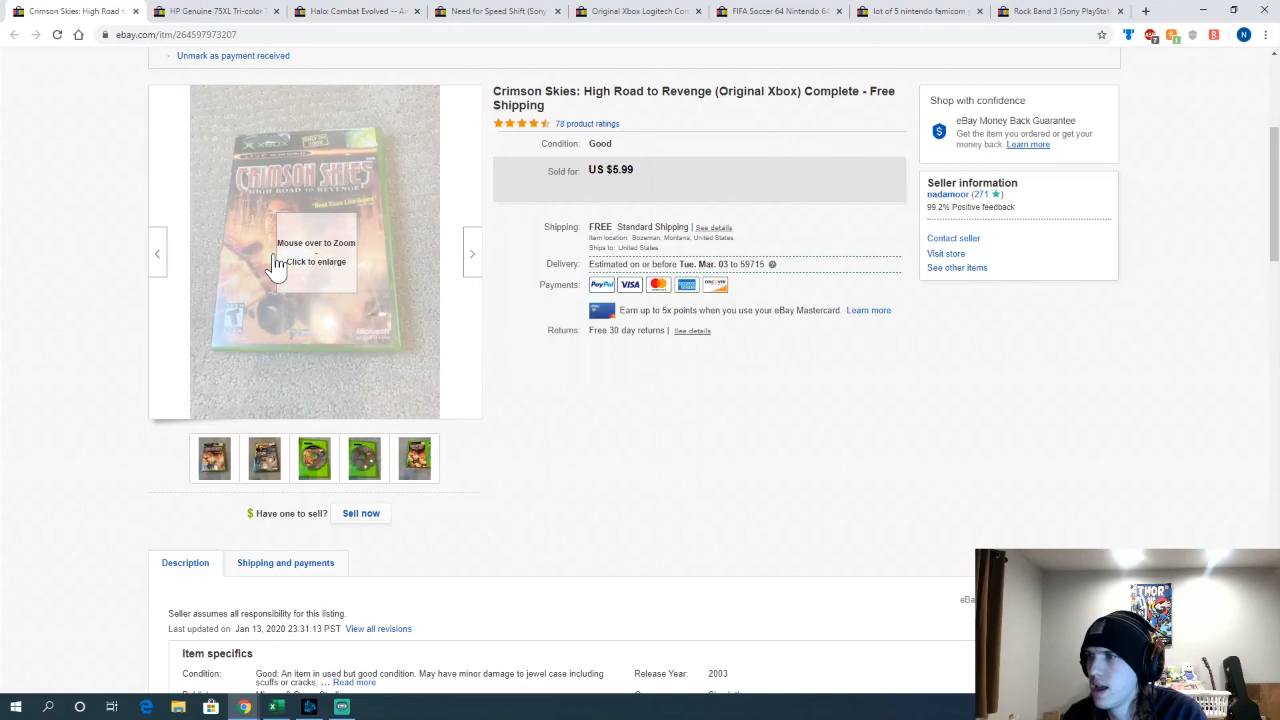 Crimson Skies: High Road to
HP Genuine 75XL Tri-color
Halo: Combat Evolved --
Need for Speed Shift (Sony
Original Xbox Logitech
FIFA Soccer 64 Nintendo 64
lot of 5 nintendo famicom
Rock Band 3 (Sony
ebay.com/itm/264597973207
N
Unmark as payment received
XBOX
LIVE
CRIMSON SKIES
HIGH ROAD TO REVENGE
Mouse over to Zoom
-
Click to enlarge
Crimson Skies: High Road to Revenge (Original Xbox) Complete - Free
Shipping
78 product ratings
Condition: Good
Sold for: US $5.99
Shipping: FREE Standard Shipping | See details
Item location: Bozeman, Montana, United States
Ships to: United States
Delivery: Estimated on or before Tue. Mar. 03 to 59715
Payments: PayPal VISA
DISCOVER
Earn up to 5x points when you use your eBay Mastercard. Learn more
Returns: Free 30 day returns | See details
Shop with confidence
eBay Money Back Guarantee
Get the item you ordered or get your
money back. Learn more
Seller information
nadamoor (271 ★)
99.2% Positive feedback
Contact seller
Visit store
See other items
$ Have one to sell? Sell now
Description
Shipping and payments
Seller assumes all responsibility for this listing.
Last updated on Jan 13, 2020 23:31:13 PST View all revisions
Item specifics
Condition: Good: An item in used but good condition. May have minor damage to jewel case including
scuffs or cracks, … Read more
Release Year: 2003
THOR